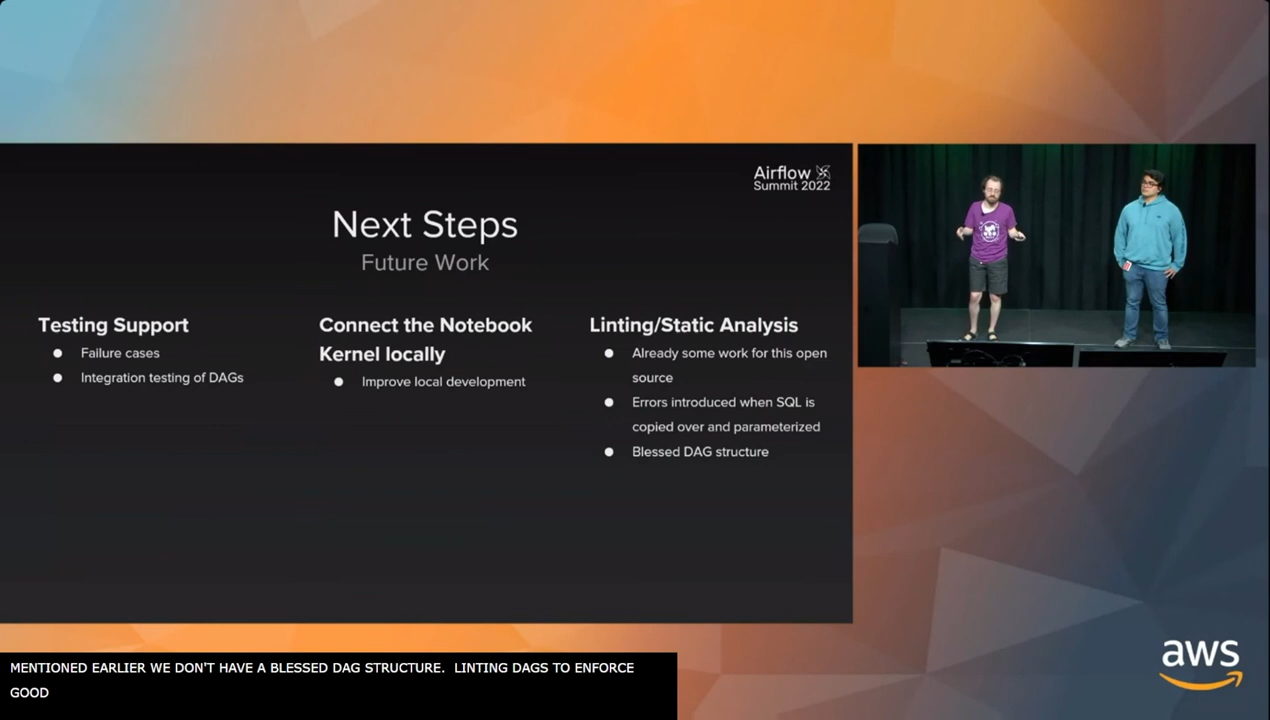 Airflow
Summit 2022
Next Steps
Future Work
Testing Support
● Failure cases
● Integration testing of DAGs
Connect the Notebook
Kernel locally
● Improve local development
Linting/Static Analysis
● Already some work for this open
source
● Errors introduced when SQL is
copied over and parameterized
● Blessed DAG structure
MENTIONED EARLIER WE DON'T HAVE A BLESSED DAG STRUCTURE.  LINTING DAGS TO ENFORCE
GOOD
aws